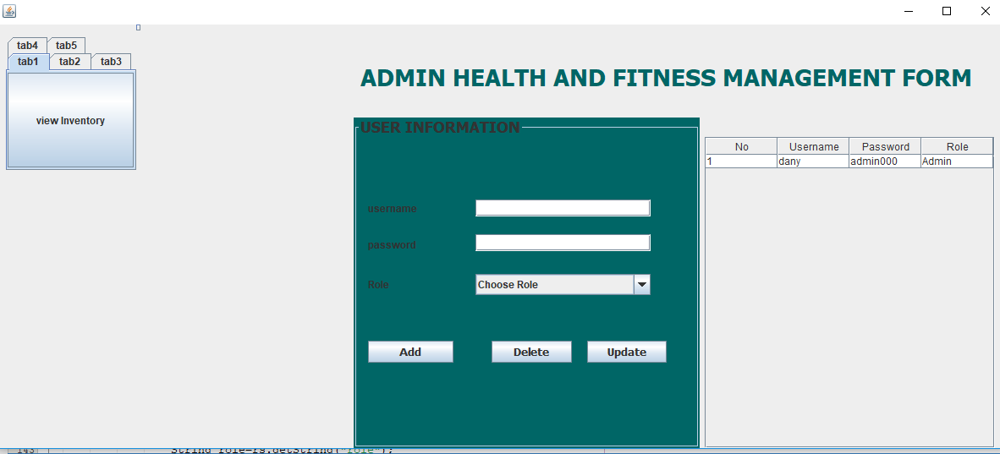 tab4 tab5
tab1 tab2 tab3
view Inventory
ADMIN HEALTH AND FITNESS MANAGEMENT FORM
USER INFORMATION
username
password
Role
Choose Role
Add Delete Update
No Username Password Role
1 dany admin000 Admin
143 String role=rs.getString("role");